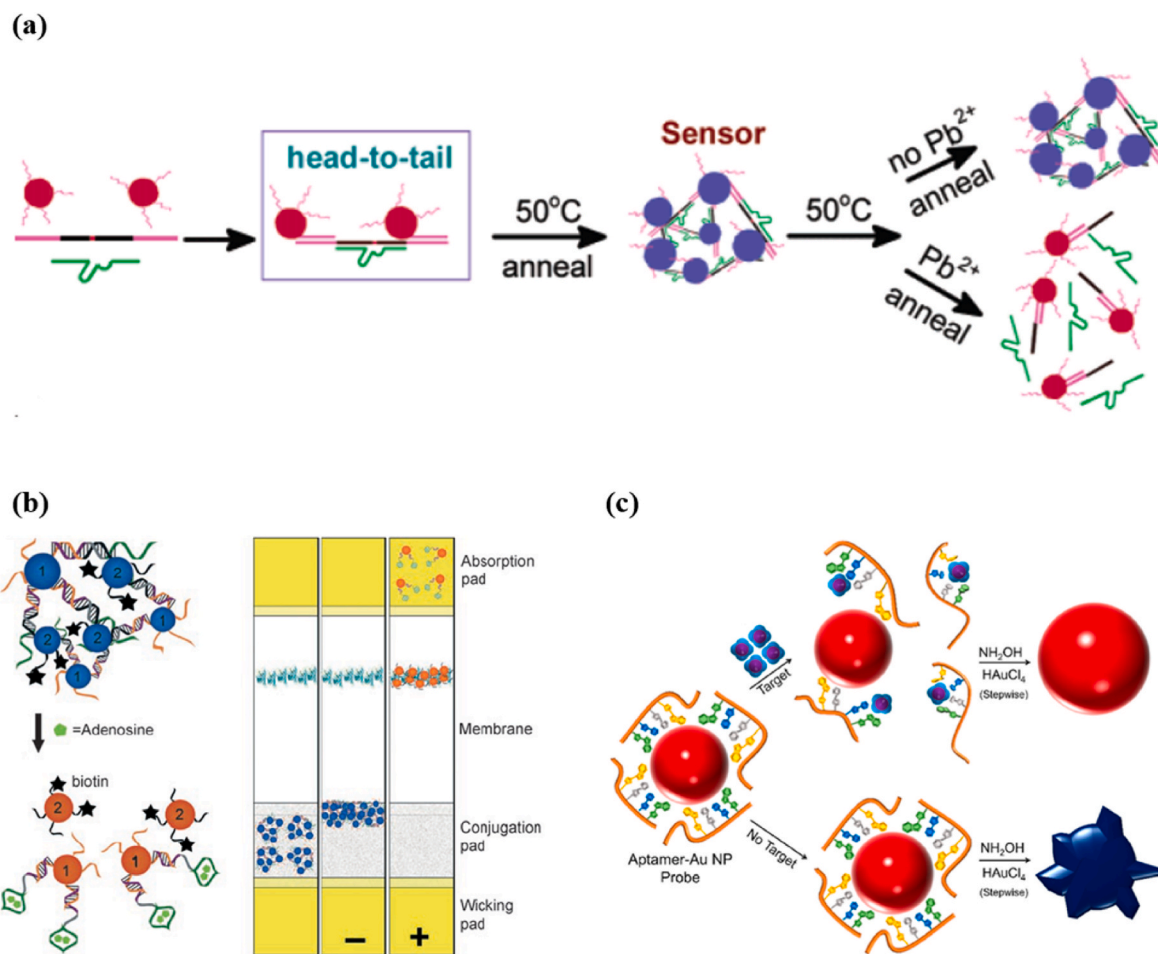 (a)
head-to-tail
50°C
anneal
Sensor
50°C
no Pb2+
anneal
Pb2+
anneal
(b)
1
2
2
2
1
1
=Adenosine
biotin
2
2
1
1
Absorption
pad
Membrane
Conjugation
pad
Wicking
pad
−
+
(c)
Target
NH2OH
HAuCl4
(Stepwise)
Aptamer-Au NP
Probe
No Target
NH2OH
HAuCl4
(Stepwise)